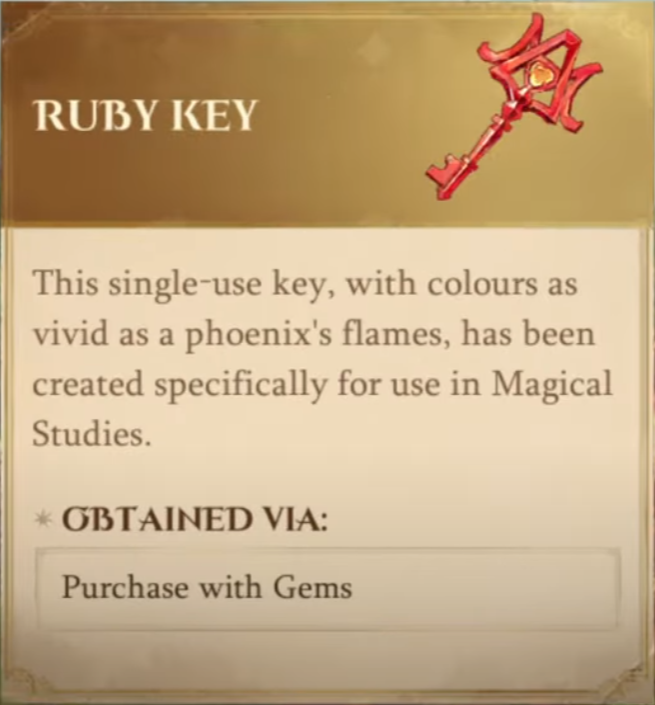 RUBY KEY
This single-use key, with colours as
vivid as a phoenix's flames, has been
created specifically for use in Magical
Studies.
OBTAINED VIA:
Purchase with Gems